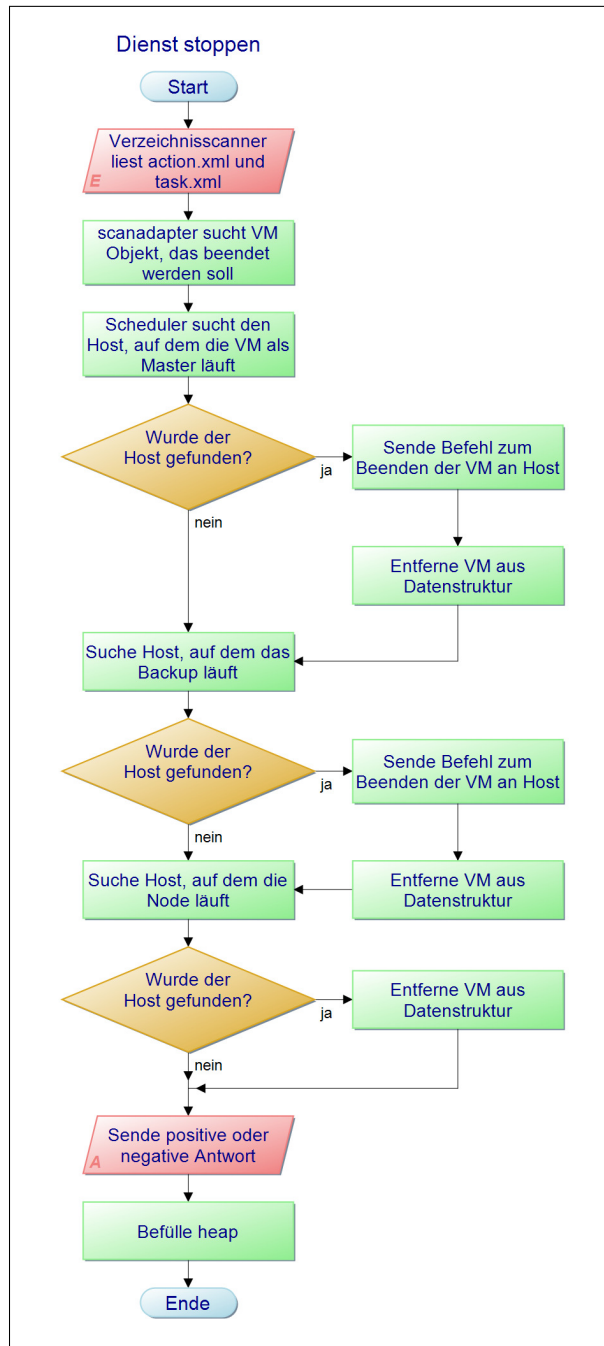 Dienst stoppen
Start
Verzeichnisscanner
liest action.xml und
task.xml
E
scanadapter sucht VM
Objekt, das beendet
werden soll
Scheduler sucht den
Host, auf dem die VM als
Master läuft
Wurde der
Host gefunden?
ja
nein
Sende Befehl zum
Beenden der VM an Host
Entferne VM aus
Datenstruktur
Suche Host, auf dem das
Backup läuft
Wurde der
Host gefunden?
ja
nein
Sende Befehl zum
Beenden der VM an Host
Entferne VM aus
Datenstruktur
Suche Host, auf dem die
Node läuft
Wurde der
Host gefunden?
ja
nein
Entferne VM aus
Datenstruktur
Sende positive oder
negative Antwort
A
Befülle heap
Ende